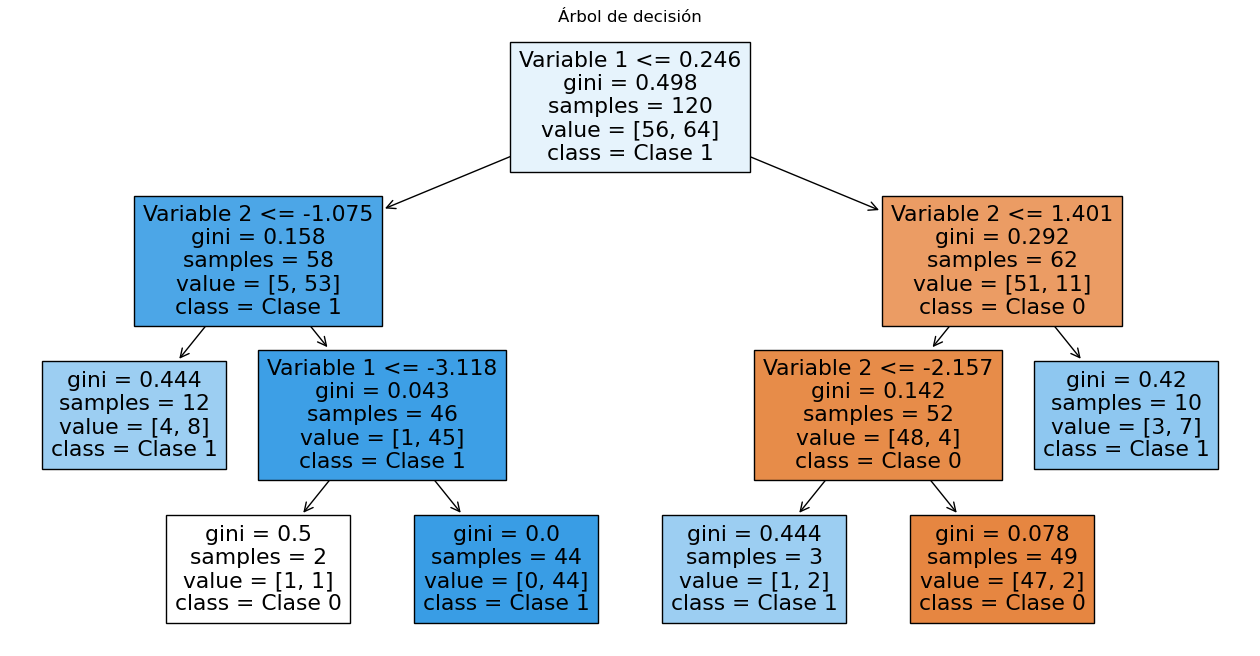 Árbol de decisión
Variable 1 <= 0.246
gini = 0.498
samples = 120
value = [56, 64]
class = Clase 1
Variable 2 <= -1.075
gini = 0.158
samples = 58
value = [5, 53]
class = Clase 1
Variable 2 <= 1.401
gini = 0.292
samples = 62
value = [51, 11]
class = Clase 0
gini = 0.444
samples = 12
value = [4, 8]
class = Clase 1
Variable 1 <= -3.118
gini = 0.043
samples = 46
value = [1, 45]
class = Clase 1
Variable 2 <= -2.157
gini = 0.142
samples = 52
value = [48, 4]
class = Clase 0
gini = 0.42
samples = 10
value = [3, 7]
class = Clase 1
gini = 0.5
samples = 2
value = [1, 1]
class = Clase 0
gini = 0.0
samples = 44
value = [0, 44]
class = Clase 1
gini = 0.444
samples = 3
value = [1, 2]
class = Clase 1
gini = 0.078
samples = 49
value = [47, 2]
class = Clase 0